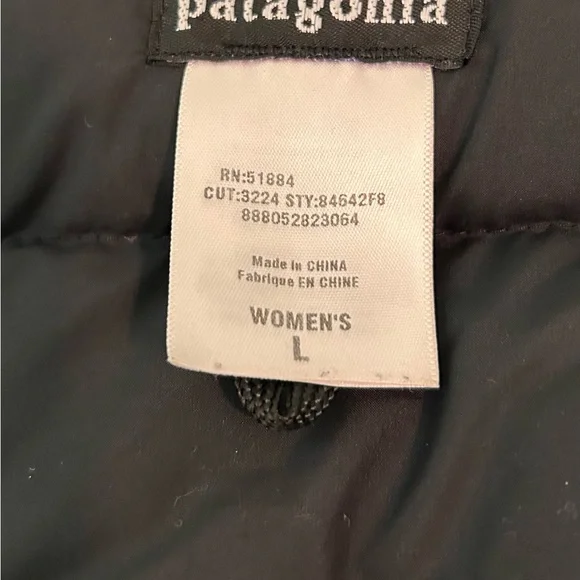 patagonia
RN:51884
CUT:3224 STY:84642F8
888052823064
Made in CHINA
Fabrique EN CHINE
WOMEN'S
L